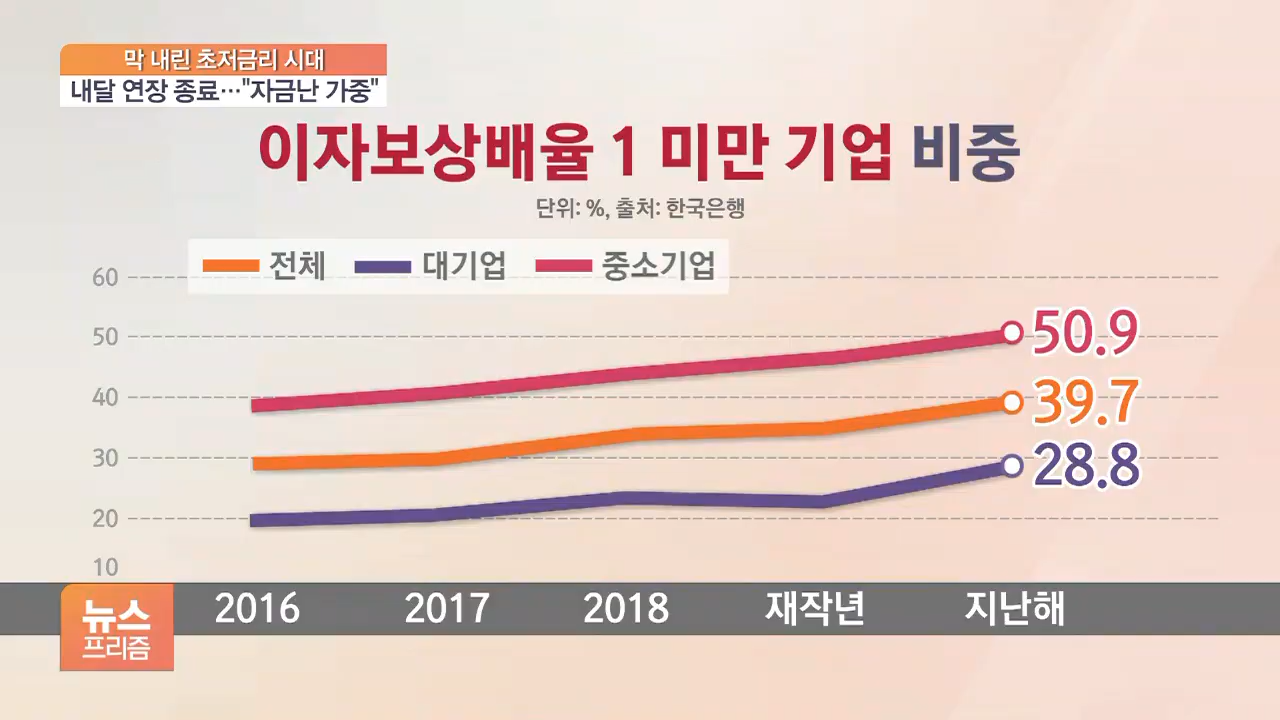 막 내린 초저금리 시대
내달 연장 종료…"자금난 가중"
이자보상배율 1 미만 기업 비중
단위: %, 출처: 한국은행
전체 대기업 중소기업
60
50
40
30
20
10
50.9
39.7
28.8
2016 2017 2018 재작년 지난해
뉴스
프리즘